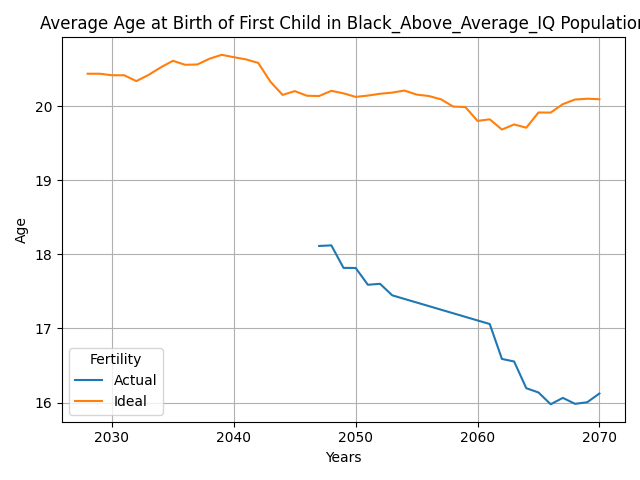 Average Age at Birth of First Child in Black_Above_Average_IQ Population
Age
20
19
18
17
16
Fertility
Actual
Ideal
2030 2040 2050 2060 2070
Years